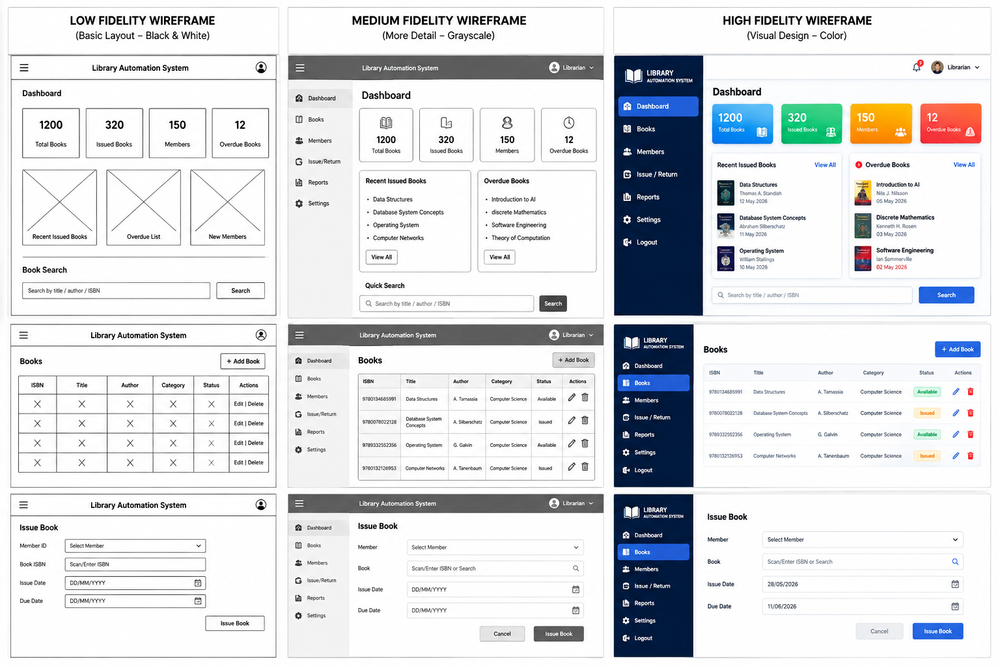 LOW FIDELITY WIREFRAME
(Basic Layout – Black & White)
Library Automation System
Dashboard
1200
Total Books
320
Issued Books
150
Members
12
Overdue Books
Recent Issued Books
Overdue List
New Members
Book Search
Search by title / author / ISBN
Search
Library Automation System
Books
+ Add Book
ISBN Title Author Category Status Actions
Edit | Delete
Edit | Delete
Edit | Delete
Edit | Delete
Library Automation System
Issue Book
Member ID Select Member
Book ISBN Scan/Enter ISBN
Issue Date DD/MM/YYYY
Due Date DD/MM/YYYY
Issue Book
MEDIUM FIDELITY WIREFRAME
(More Detail – Grayscale)
Library Automation System Librarian
Dashboard
Books
Members
Issue/Return
Reports
Settings
Dashboard
1200
Total Books
320
Issued Books
150
Members
12
Overdue Books
Recent Issued Books
• Data Structures
• Database System Concepts
• Operating System
• Computer Networks
View All
Overdue Books
• Introduction to AI
• discrete Mathematics
• Software Engineering
• Theory of Computation
View All
Quick Search
Search by title / author / ISBN
Search
Library Automation System Librarian
Dashboard
Books
Members
Issue/Return
Reports
Settings
Books
+ Add Book
ISBN Title Author Category Status Actions
9780134685991 Data Structures A. Tamassia Computer Science Available
9780078022128 Database System Concepts A. Silberschatz Computer Science Issued
9789332552356 Operating System G. Galvin Computer Science Available
9780132126953 Computer Networks A. Tanenbaum Computer Science Issued
Library Automation System Librarian
Dashboard
Books
Members
Issue/Return
Reports
Settings
Issue Book
Member Select Member
Book Scan/Enter ISBN or Search
Issue Date DD/MM/YYYY
Due Date DD/MM/YYYY
Cancel
Issue Book
HIGH FIDELITY WIREFRAME
(Visual Design – Color)
LIBRARY
AUTOMATION SYSTEM
Librarian
Dashboard
Books
Members
Issue / Return
Reports
Settings
Logout
Dashboard
1200
Total Books
320
Issued Books
150
Members
12
Overdue Books
Recent Issued Books View All
Data Structures
Thomas A. Standish
12 May 2026
Database System Concepts
Abraham Silberschatz
11 May 2026
Operating System
William Stallings
10 May 2026
Overdue Books View All
Introduction to AI
Nils J. Nilsson
05 May 2026
Discrete Mathematics
Kenneth H. Rosen
03 May 2026
Software Engineering
Ian Sommerville
02 May 2026
Search by title / author / ISBN
Search
LIBRARY
AUTOMATION SYSTEM
Dashboard
Books
Members
Issue / Return
Reports
Settings
Logout
Books
+ Add Book
ISBN Title Author Category Status Actions
9780134685991 Data Structures A. Tamassia Computer Science Available
9780078022128 Database System Concepts A. Silberschatz Computer Science Issued
9789332552356 Operating System G. Galvin Computer Science Available
9780132126953 Computer Networks A. Tanenbaum Computer Science Issued
LIBRARY
AUTOMATION SYSTEM
Dashboard
Books
Members
Issue / Return
Reports
Settings
Logout
Issue Book
Member Select Member
Book Scan/Enter ISBN or Search
Issue Date 28/05/2026
Due Date 11/06/2026
Cancel
Issue Book